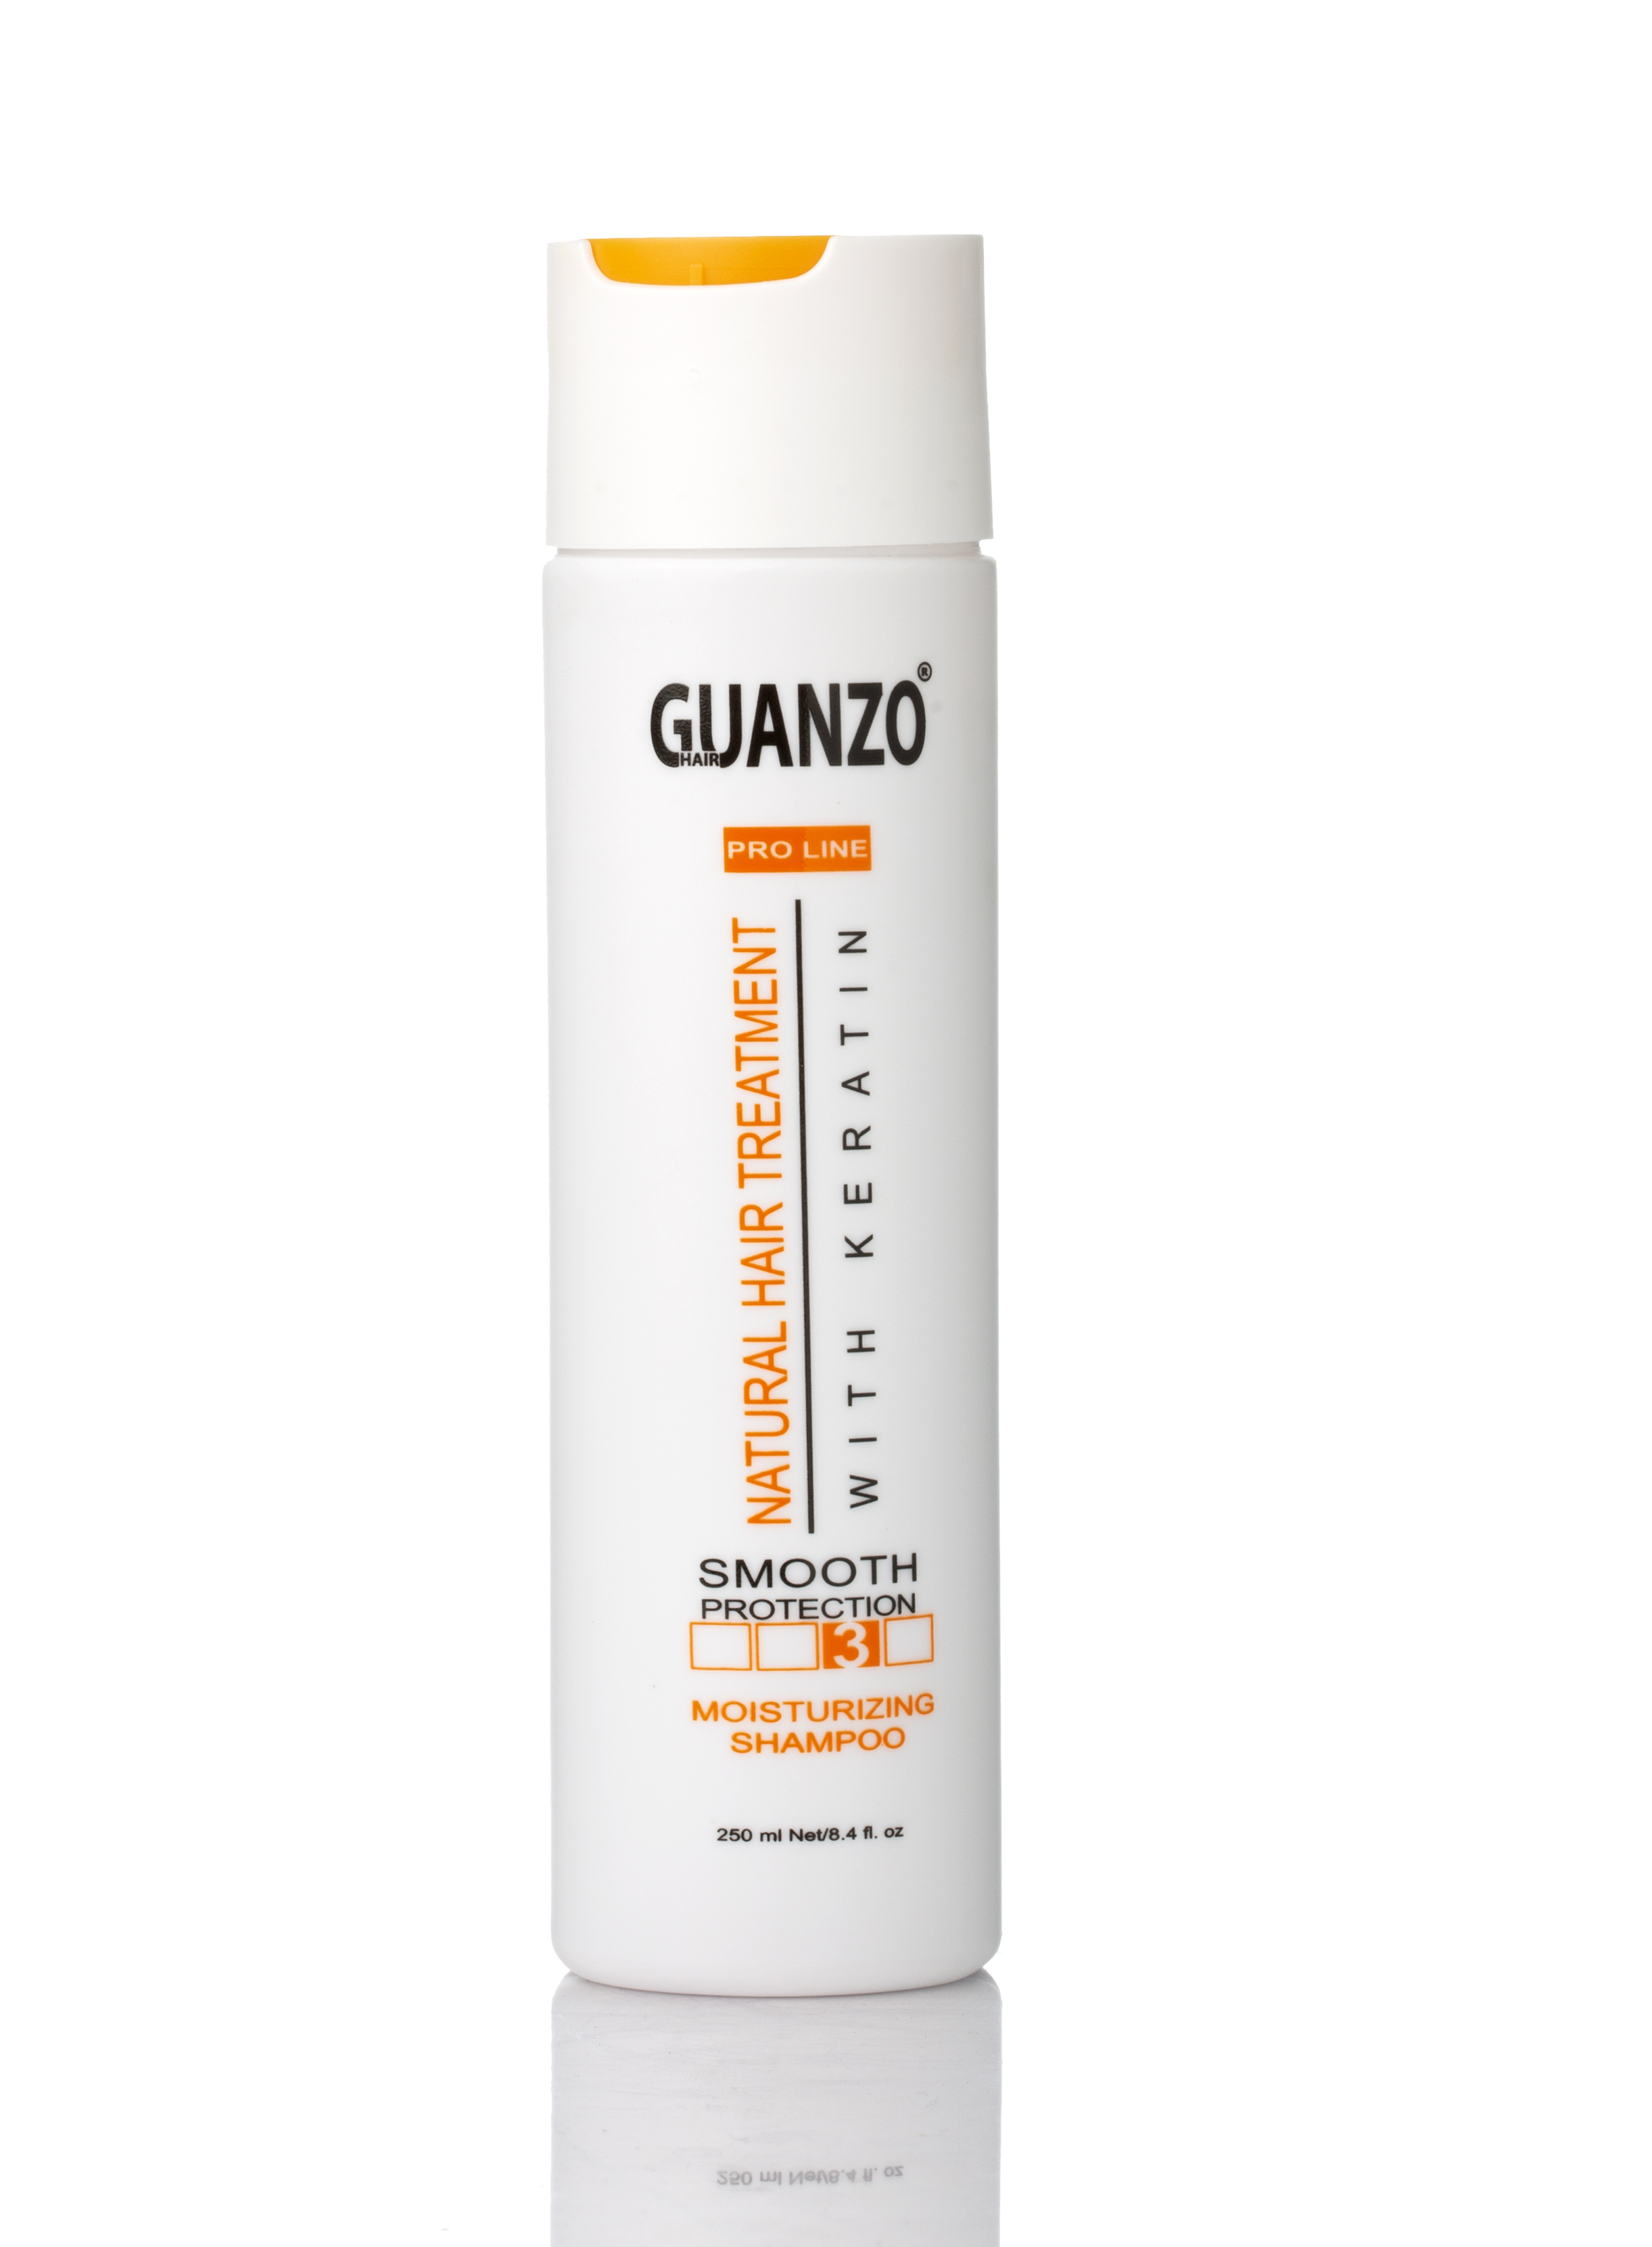 GUANZO®
HAIR
PRO LINE
NATURAL HAIR TREATMENT
WITH KERATIN
SMOOTH
PROTECTION
3
MOISTURIZING
SHAMPOO
250 ml Net/8.4 fl. oz